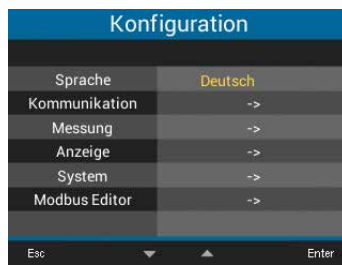 Konfiguration
Sprache Deutsch
Kommunikation ->
Messung ->
Anzeige ->
System ->
Modbus Editor ->
Esc Enter